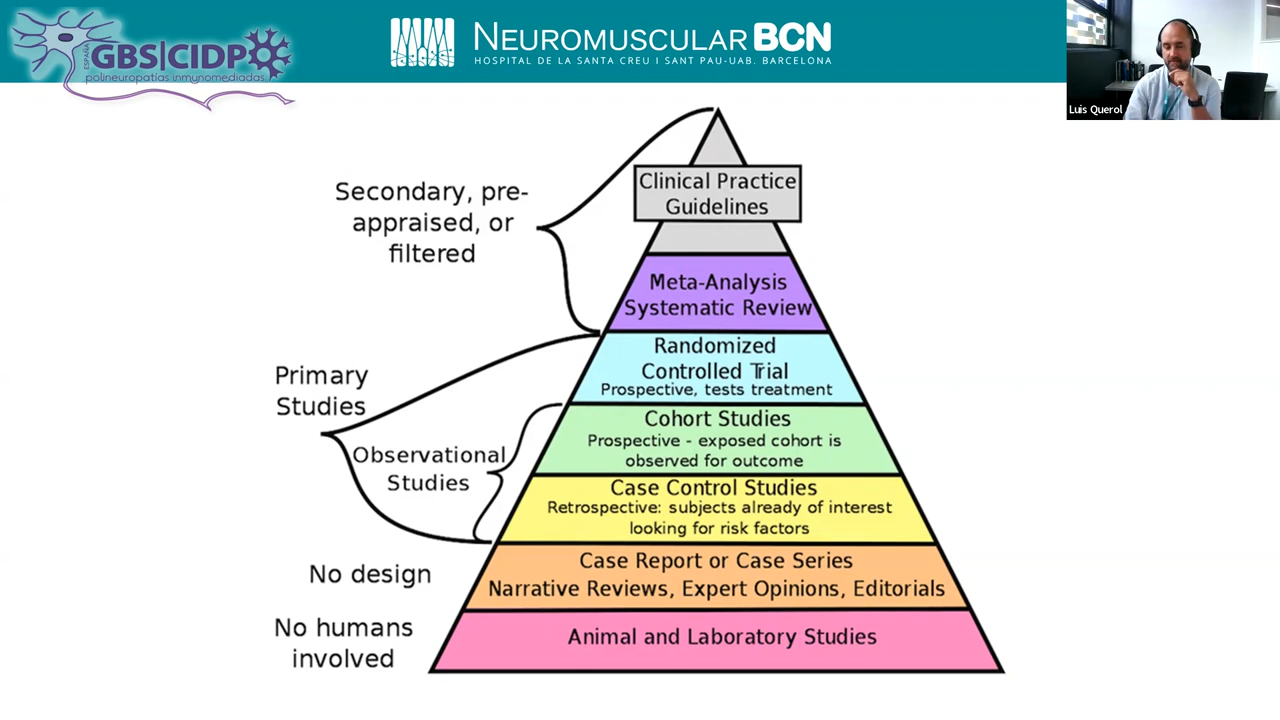 ESPAÑA
GBS|CIDP
polineuropatías inmunomediadas
NEUROMUSCULAR BCN
HOSPITAL DE LA SANTA CREU I SANT PAU-UAB. BARCELONA
Luis Querol
Secondary, pre-
appraised, or
filtered
Clinical Practice
Guidelines
Meta-Analysis
Systematic Review
Primary
Studies
Randomized
Controlled Trial
Prospective, tests treatment
Observational
Studies
Cohort Studies
Prospective - exposed cohort is
observed for outcome
Case Control Studies
Retrospective: subjects already of interest
looking for risk factors
No design
Case Report or Case Series
Narrative Reviews, Expert Opinions, Editorials
No humans
involved
Animal and Laboratory Studies